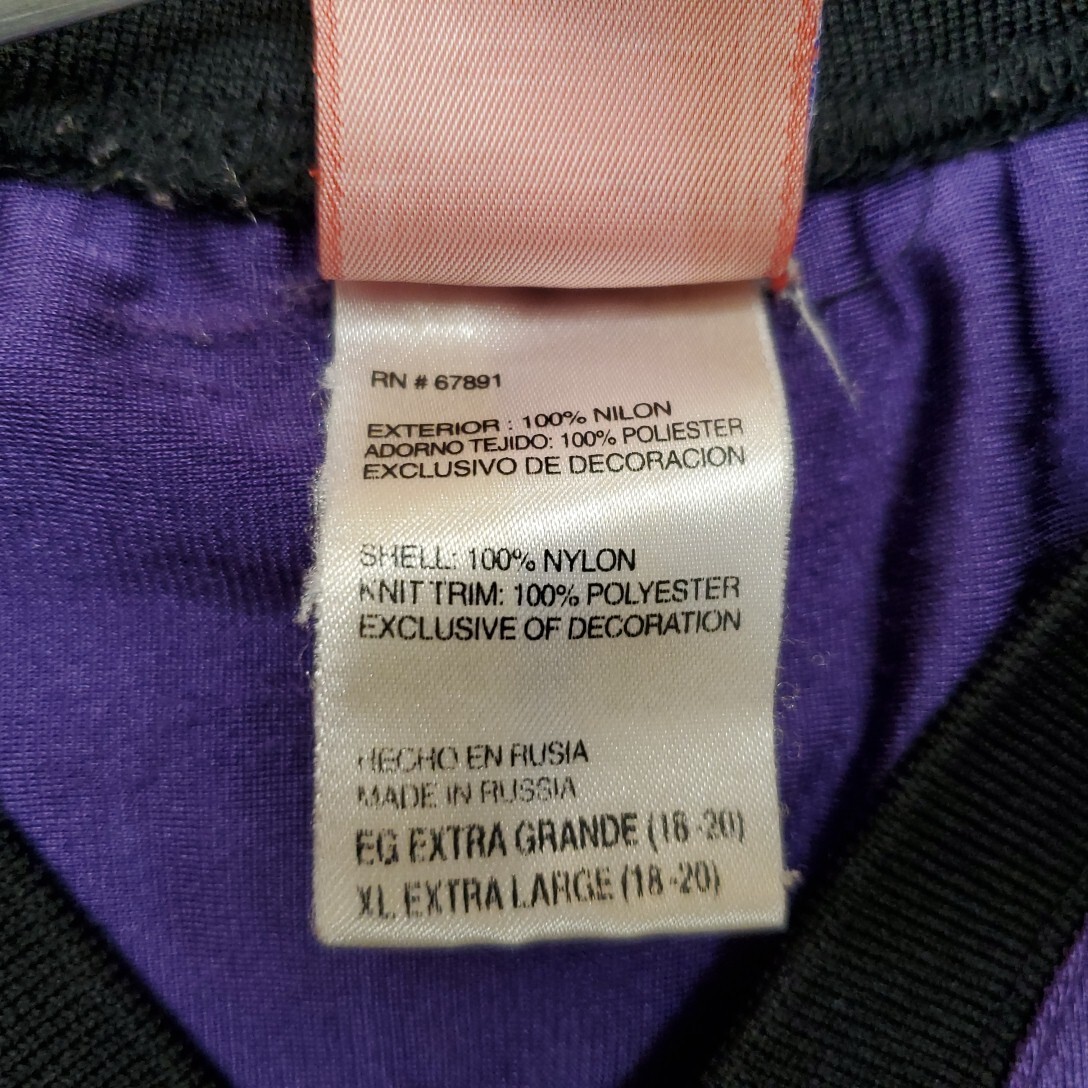 RN # 67891
EXTERIOR : 100% NILON
ADORNO TEJIDO: 100% POLIESTER
EXCLUSIVO DE DECORACION
SHELL: 100% NYLON
KNIT TRIM: 100% POLYESTER
EXCLUSIVE OF DECORATION
HECHO EN RUSIA
MADE IN RUSSIA
EG EXTRA GRANDE (18-20)
XL EXTRA LARGE (18-20)